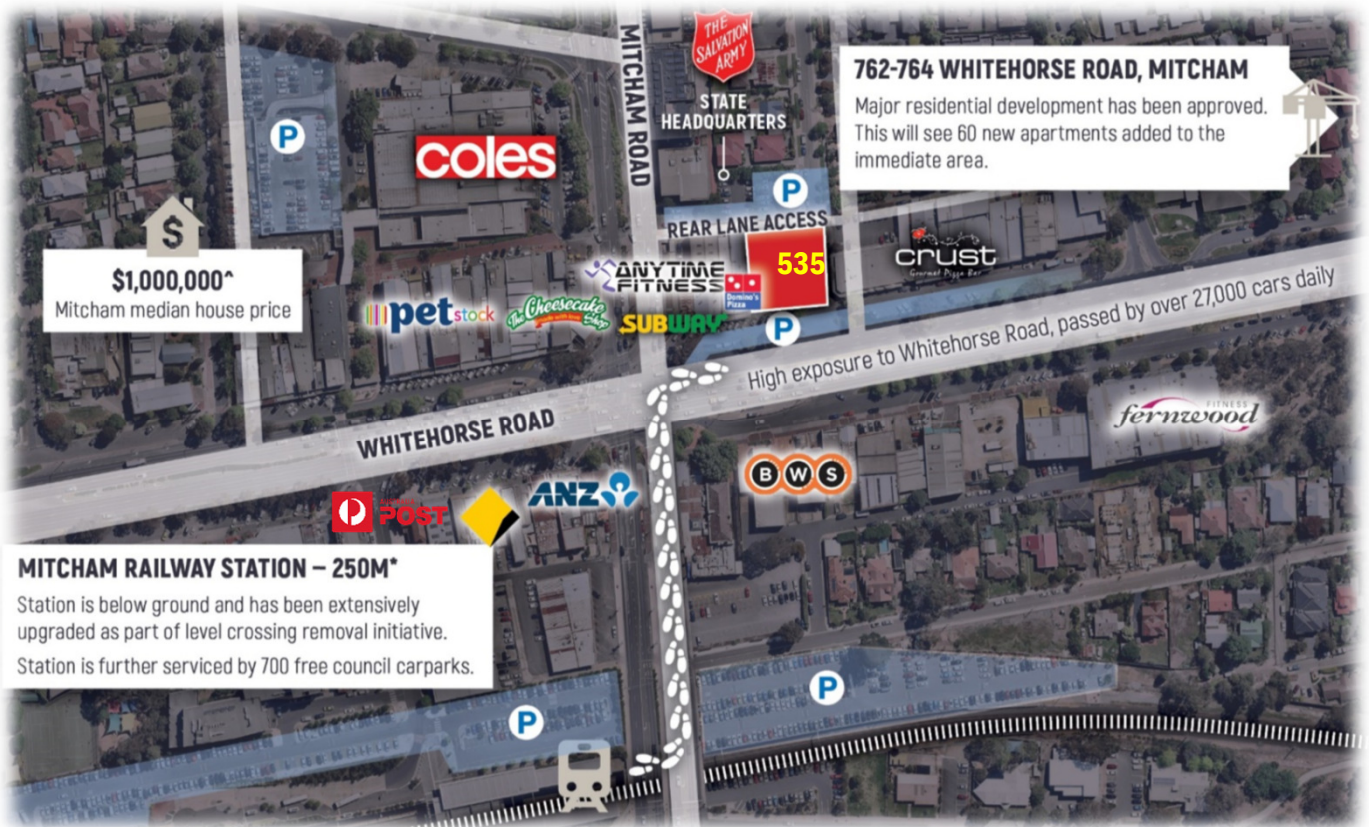 MITCHAM ROAD
THE
SALVATION
ARMY
STATE
HEADQUARTERS
762-764 WHITEHORSE ROAD, MITCHAM
Major residential development has been approved.
This will see 60 new apartments added to the
immediate area.
P
coles
P
REAR LANE ACCESS
$
$1,000,000^
Mitcham median house price
ANYTIME
FITNESS
535
crust
Gourmet Pizza Bar
Domino's
Pizza
petstock
The Cheesecake
Shop
made with love
SUBWAY
P
High exposure to Whitehorse Road, passed by over 27,000 cars daily
WHITEHORSE ROAD
FITNESS
fernwood
BWS
ANZ
POST
MITCHAM RAILWAY STATION – 250M*
Station is below ground and has been extensively
upgraded as part of level crossing removal initiative.
Station is further serviced by 700 free council carparks.
P
P